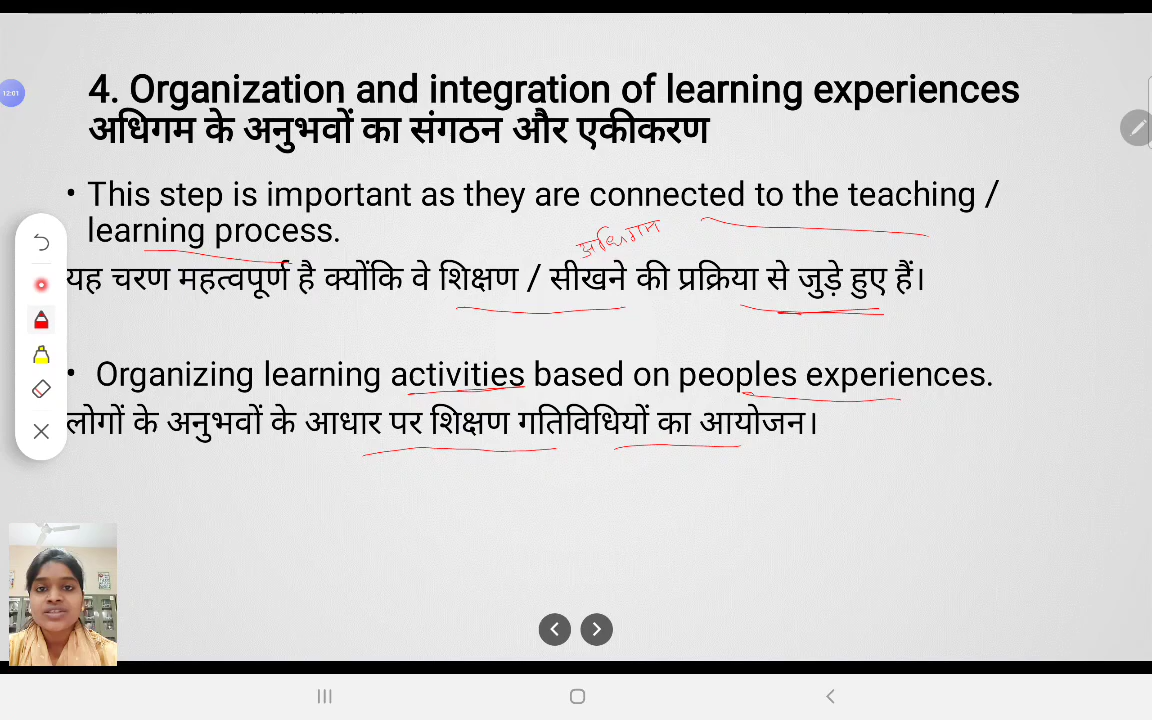 4. Organization and integration of learning experiences
अधिगम के अनुभवों का संगठन और एकीकरण
12:01
• This step is important as they are connected to the teaching /
learning process.
अधिगम
यह चरण महत्वपूर्ण है क्योंकि वे शिक्षण / सीखने की प्रक्रिया से जुड़े हुए हैं।
• Organizing learning activities based on peoples experiences.
लोगों के अनुभवों के आधार पर शिक्षण गतिविधियों का आयोजन।